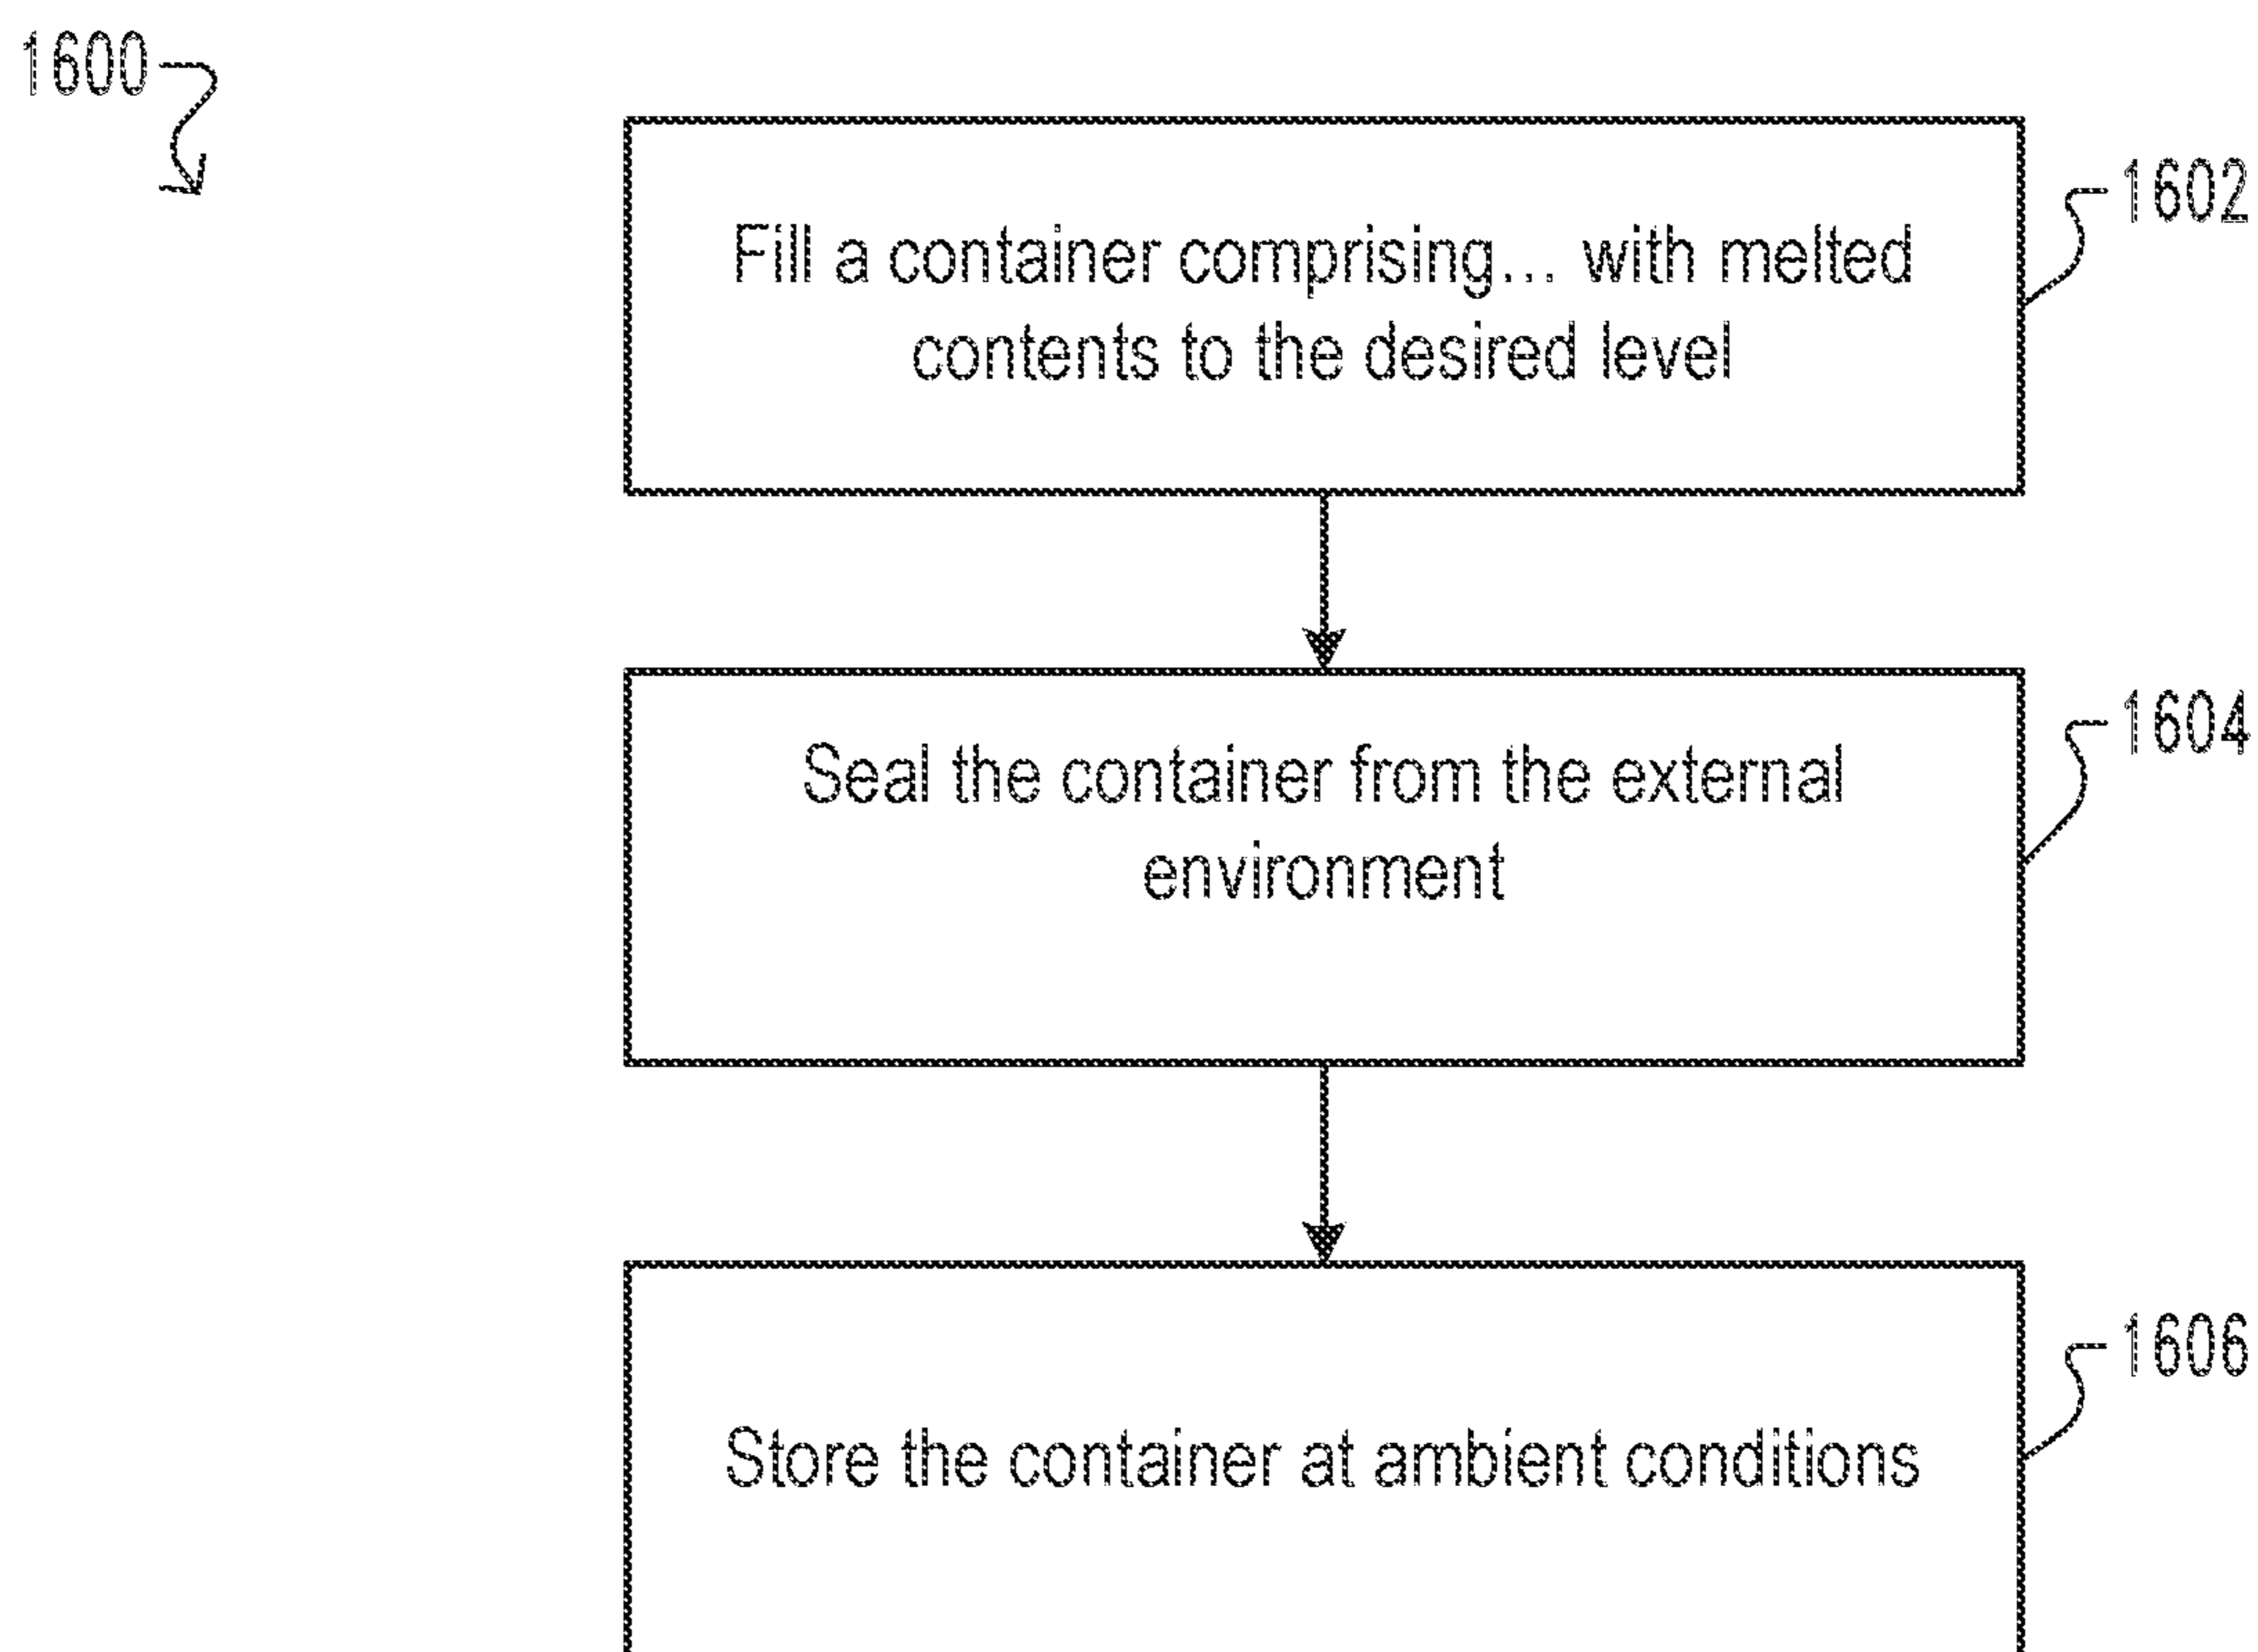 1600
Fill a container comprising... with melted
contents to the desired level
1602
Seal the container from the external
environment
1604
Store the container at ambient conditions
1606